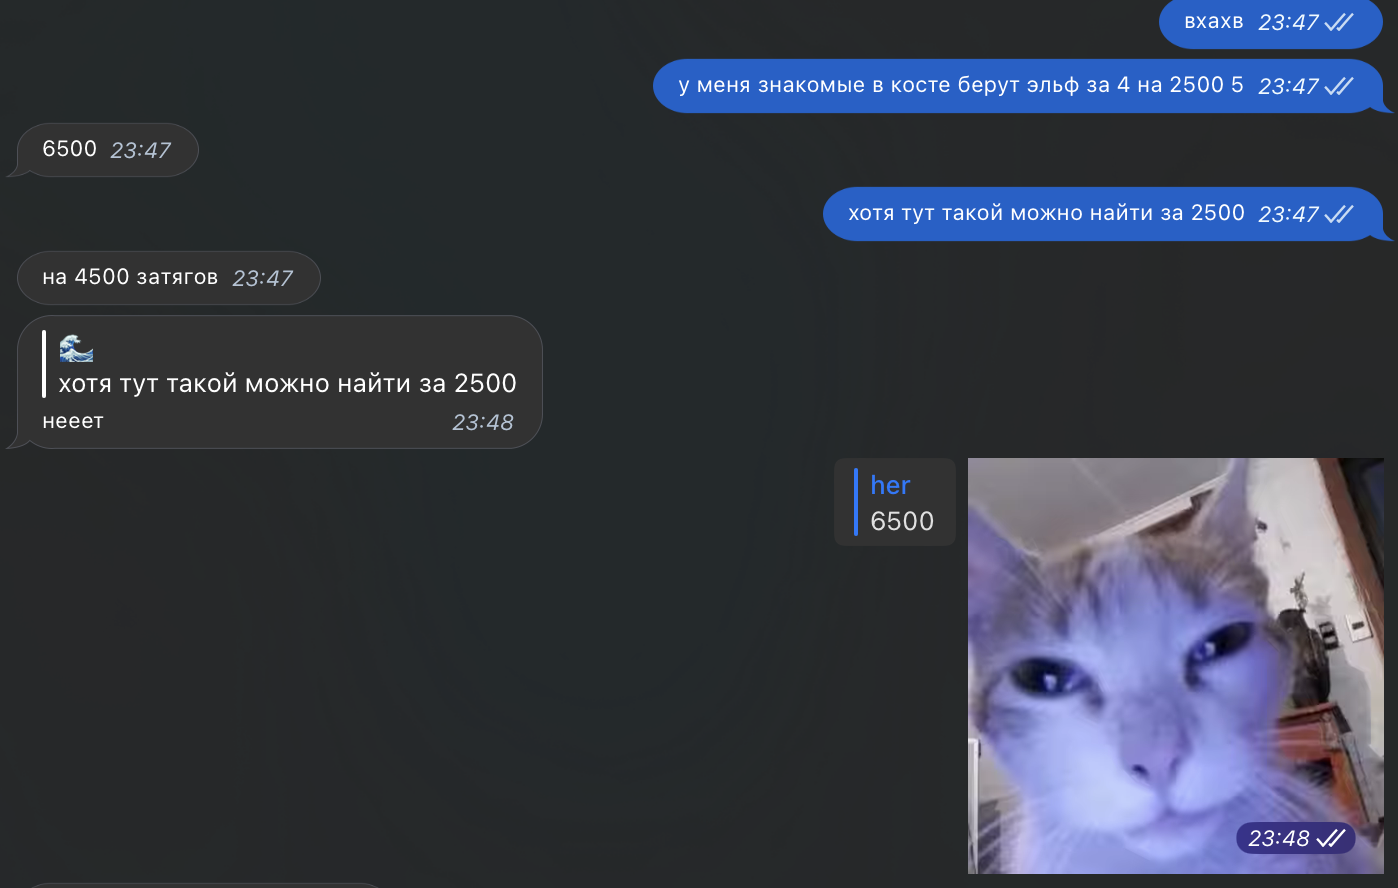 вхахв 23:47
у меня знакомые в косте берут эльф за 4 на 2500 5 23:47
6500 23:47
хотя тут такой можно найти за 2500 23:47
на 4500 затягов 23:47
🌊
хотя тут такой можно найти за 2500
нееет 23:48
her
6500
23:48